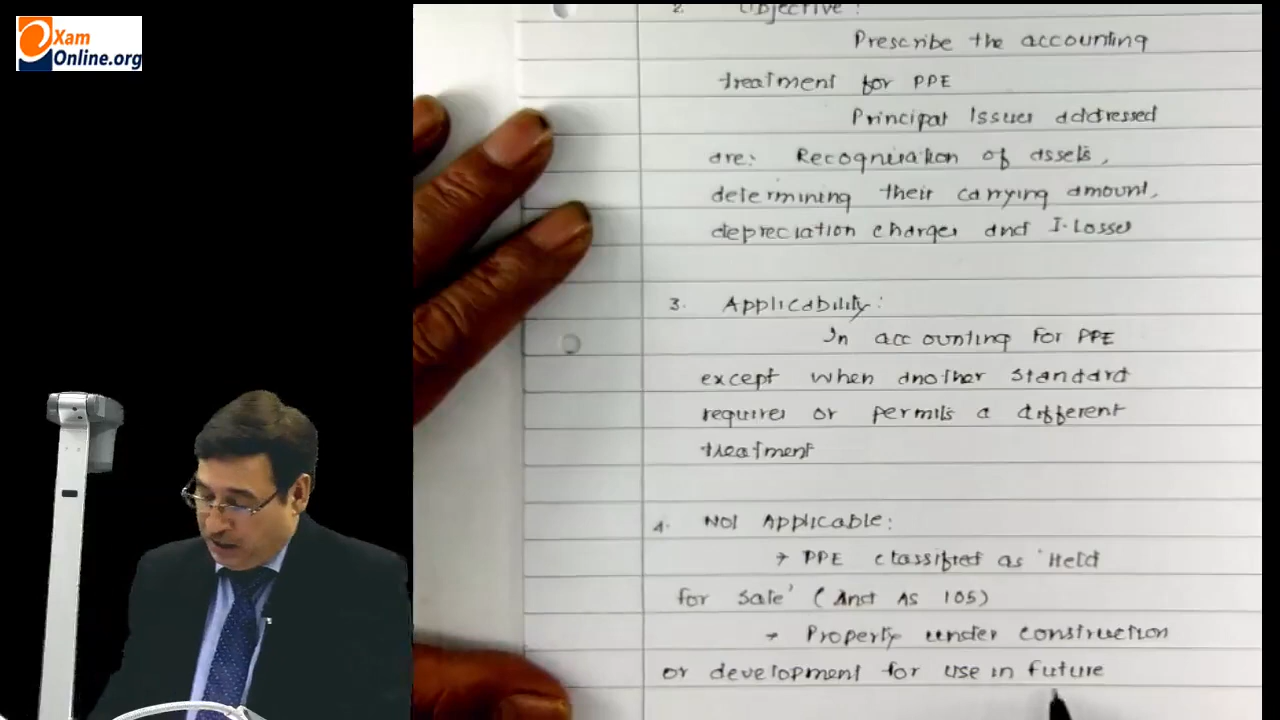 Xam
Online.org
2. Objective:
Prescribe the accounting
treatment for PPE
Principal Issues addressed
are: Recognisation of assets,
determining their carrying amount,
depreciation charges and I. Losses
3. Applicability:
In accounting for PPE
except when another standard
requires or permits a different
treatment
4. Not Applicable:
→ PPE classified as 'Held
for sale' (Ind AS 105)
→ Property under construction
or development for use in future